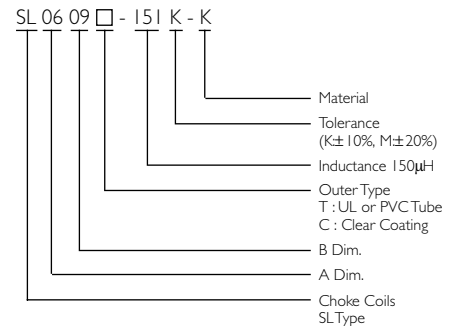 SL 06 09 □ - 151 K - K
Material
Tolerance
(K:±10%, M:±20%)
Inductance 150μH
Outer Type
T : UL or PVC Tube
C : Clear Coating
B Dim.
A Dim.
Choke Coils
SL Type